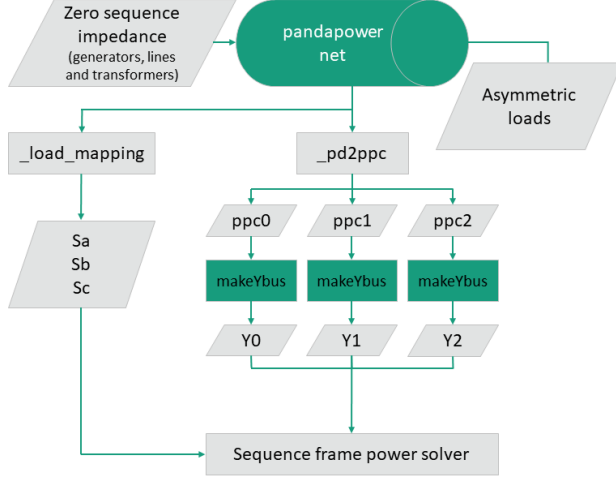 Zero sequence
impedance
(generators, lines
and transformers)
pandapower
net
Asymmetric
loads
_load_mapping
_pd2ppc
Sa
Sb
Sc
ppc0
ppc1
ppc2
makeYbus
makeYbus
makeYbus
Y0
Y1
Y2
Sequence frame power solver